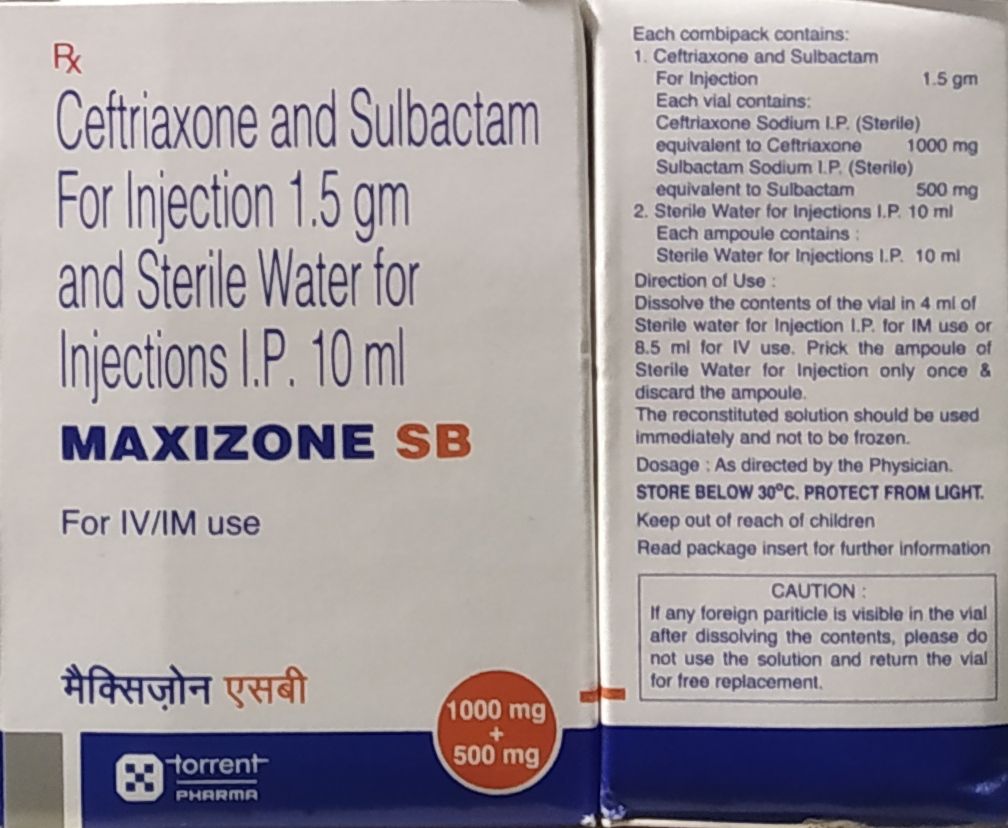 Rx
Ceftriaxone and Sulbactam
For Injection 1.5 gm
and Sterile Water for
Injections I.P. 10 ml
MAXIZONE SB
For IV/IM use
मैक्सिज़ोन एसबी
1000 mg
+
500 mg
torrent
PHARMA
Each combipack contains:
1. Ceftriaxone and Sulbactam
For Injection 1.5 gm
Each vial contains:
Ceftriaxone Sodium I.P. (Sterile)
equivalent to Ceftriaxone 1000 mg
Sulbactam Sodium I.P. (Sterile)
equivalent to Sulbactam 500 mg
2. Sterile Water for Injections I.P. 10 ml
Each ampoule contains :
Sterile Water for Injections I.P. 10 ml
Direction of Use :
Dissolve the contents of the vial in 4 ml of
Sterile water for Injection I.P. for IM use or
8.5 ml for IV use. Prick the ampoule of
Sterile Water for Injection only once &
discard the ampoule.
The reconstituted solution should be used
immediately and not to be frozen.
Dosage : As directed by the Physician.
STORE BELOW 30°C. PROTECT FROM LIGHT.
Keep out of reach of children
Read package insert for further information
CAUTION :
If any foreign pariticle is visible in the vial
after dissolving the contents, please do
not use the solution and return the vial
for free replacement.